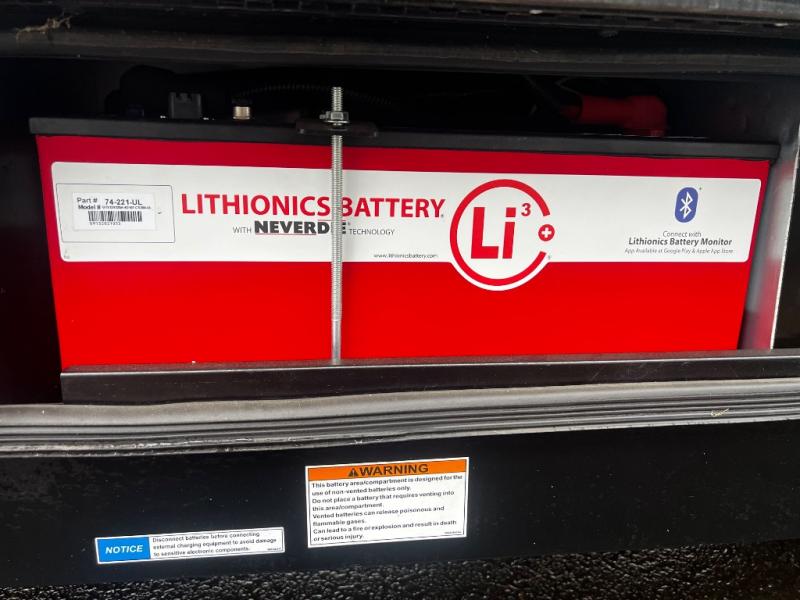 Part # 74-221-UL
Model #
LITHIONICS BATTERY
WITH NEVERDIE TECHNOLOGY
www.lithionicsbattery.com
Li3
+
Connect with
Lithionics Battery Monitor
App Available at Google Play & Apple App Store
WARNING
This battery area/compartment is designed for the
use of non-vented batteries only.
Do not place a battery that requires venting into
this area/compartment.
Vented batteries can release poisonous and
flammable gases.
Can lead to a fire or explosion and result in death
or serious injury.
NOTICE
Disconnect batteries before connecting
external charging equipment to avoid damage
to sensitive electronic components.